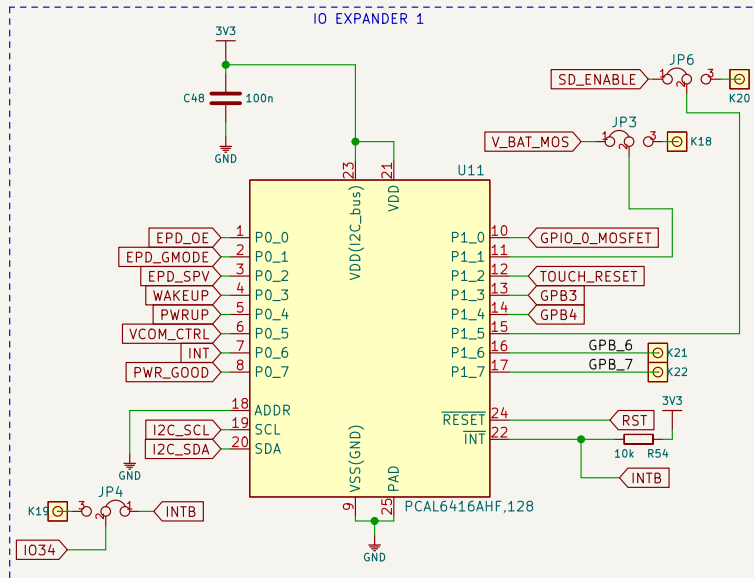 IO EXPANDER 1
3V3
C48 100n
GND
SD_ENABLE 1 2 3 JP6 K20
V_BAT_MOS 1 2 3 JP3 K18
U11
23 21
VDD(I2C_bus) VDD
EPD_OE 1 P0_0
EPD_GMODE 2 P0_1
EPD_SPV 3 P0_2
WAKEUP 4 P0_3
PWRUP 5 P0_4
VCOM_CTRL 6 P0_5
INT 7 P0_6
PWR_GOOD 8 P0_7
18 ADDR
I2C_SCL 19 SCL
I2C_SDA 20 SDA
GND
P1_0 10 GPIO_0_MOSFET
P1_1 11
P1_2 12 TOUCH_RESET
P1_3 13 GPB3
P1_4 14 GPB4
P1_5 15
P1_6 16 GPB_6 K21
P1_7 17 GPB_7 K22
RESET 24 RST
INT 22
3V3
10k R54
INTB
VSS(GND) PAD
9 25
PCAL6416AHF,128
GND
JP4
K19 3 2 1 INTB
IO34